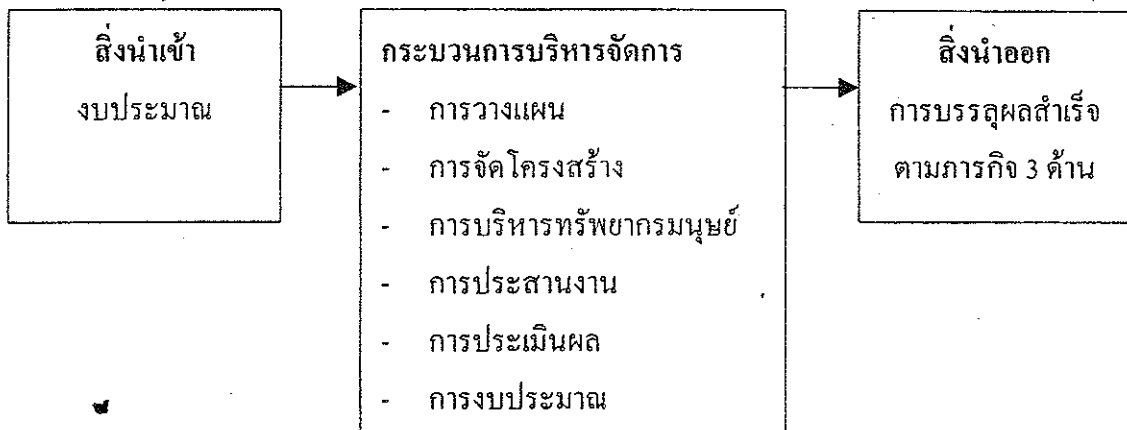 สิ่งนำเข้า
งบประมาณ
กระบวนการบริหารจัดการ
- การวางแผน
- การจัดโครงสร้าง
- การบริหารทรัพยากรมนุษย์
- การประสานงาน
- การประเมินผล
- การงบประมาณ
สิ่งนำออก
การบรรลุผลสำเร็จ
ตามภารกิจ 3 ด้าน